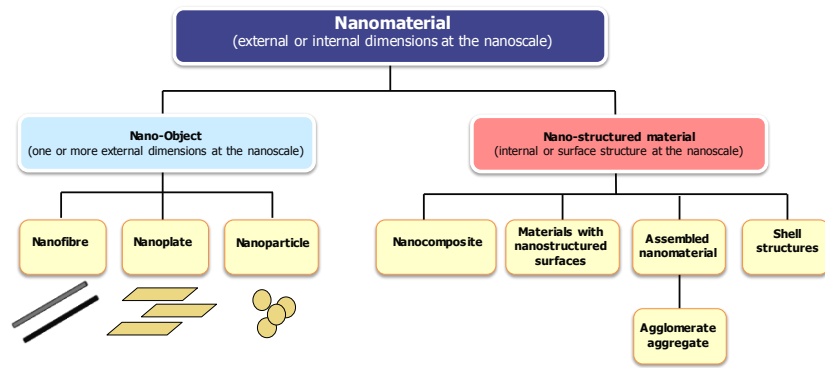 Nanomaterial
(external or internal dimensions at the nanoscale)
Nano-Object
(one or more external dimensions at the nanoscale)
Nano-structured material
(internal or surface structure at the nanoscale)
Nanofibre
Nanoplate
Nanoparticle
Nanocomposite
Materials with
nanostructured
surfaces
Assembled
nanomaterial
Shell
structures
Agglomerate
aggregate